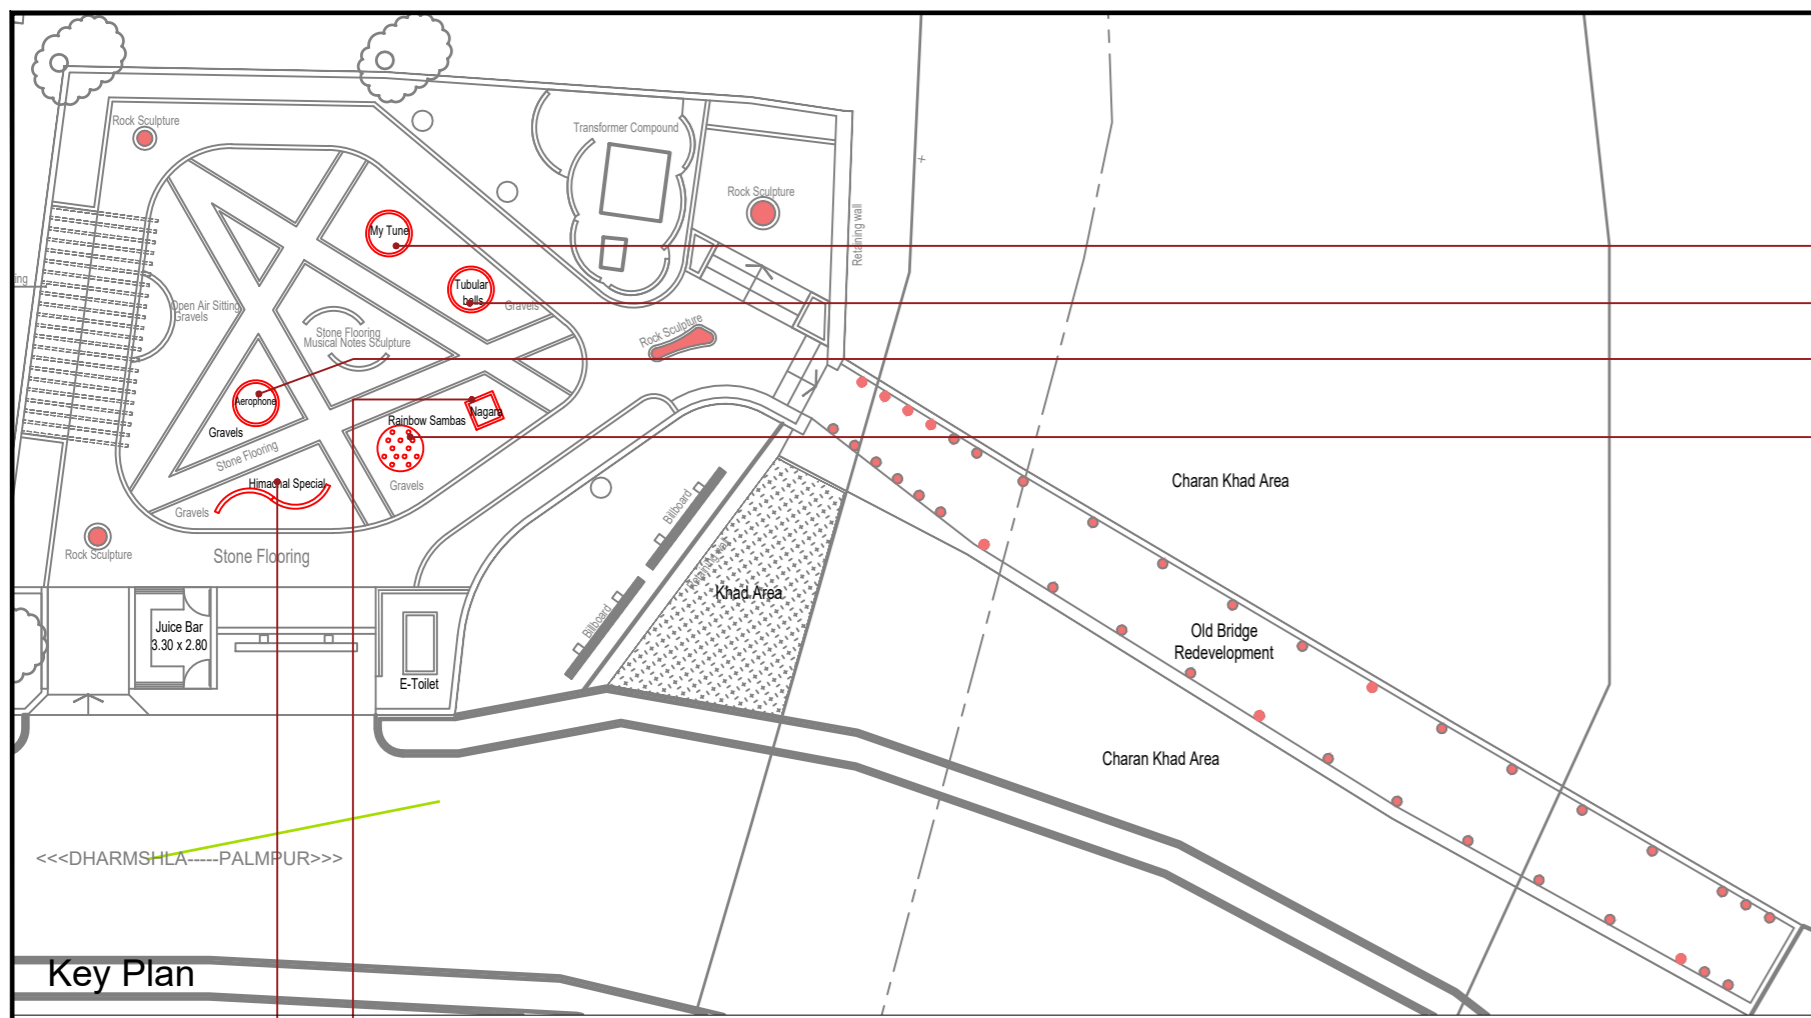 Rock Sculpture
Transformer Compound
Rock Sculpture
My Tune
Retaining wall
ing
Tubular
bells
Gravels
Open Air Sitting
Gravels
Stone Flooring
Musical Notes Sculpture
Rock Sculpture
Aerophone
Nagara
Rainbow Sambas
Gravels
Stone Flooring
Himachal Special
Gravels
Gravels
Charan Khad Area
Billboard
Rock Sculpture
Stone Flooring
Retaining wall
Khad Area
Billboard
Juice Bar
3.30 x 2.80
Old Bridge
Redevelopment
E-Toilet
Charan Khad Area
<<<DHARMSHLA-----PALMPUR>>>
Key Plan